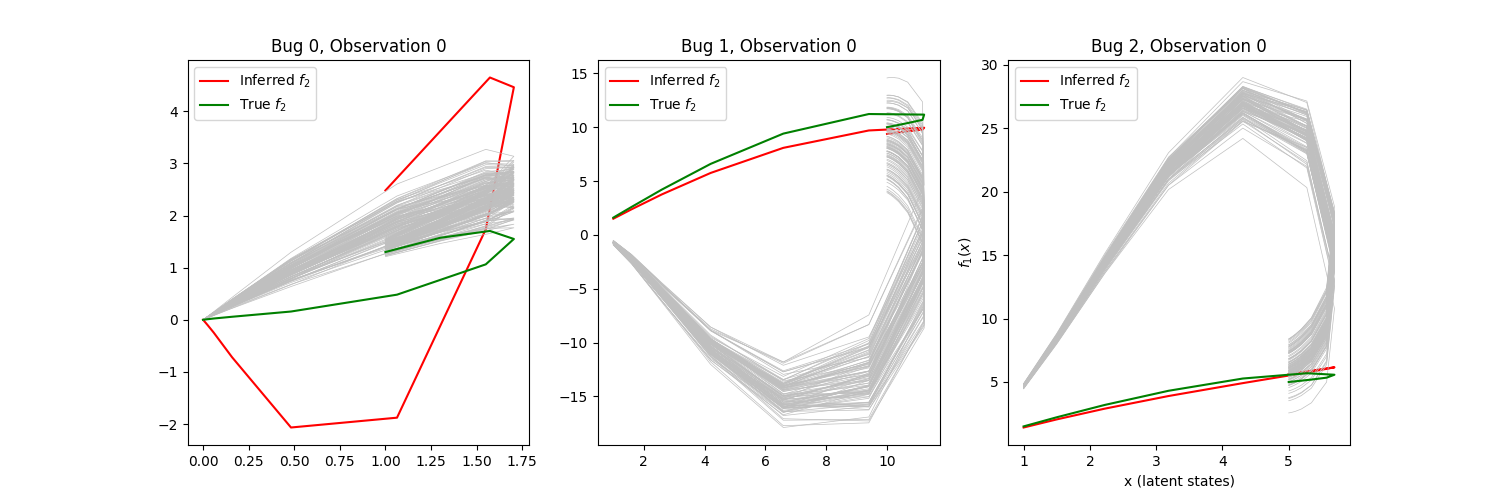 Bug 0, Observation 0
Inferred f₂
True f₂
4
3
2
1
0
−1
−2
0.00 0.25 0.50 0.75 1.00 1.25 1.50 1.75
Bug 1, Observation 0
Inferred f₂
True f₂
15
10
5
0
−5
−10
−15
2 4 6 8 10
Bug 2, Observation 0
Inferred f₂
True f₂
f₁(x)
30
25
20
15
10
5
1 2 3 4 5
x (latent states)